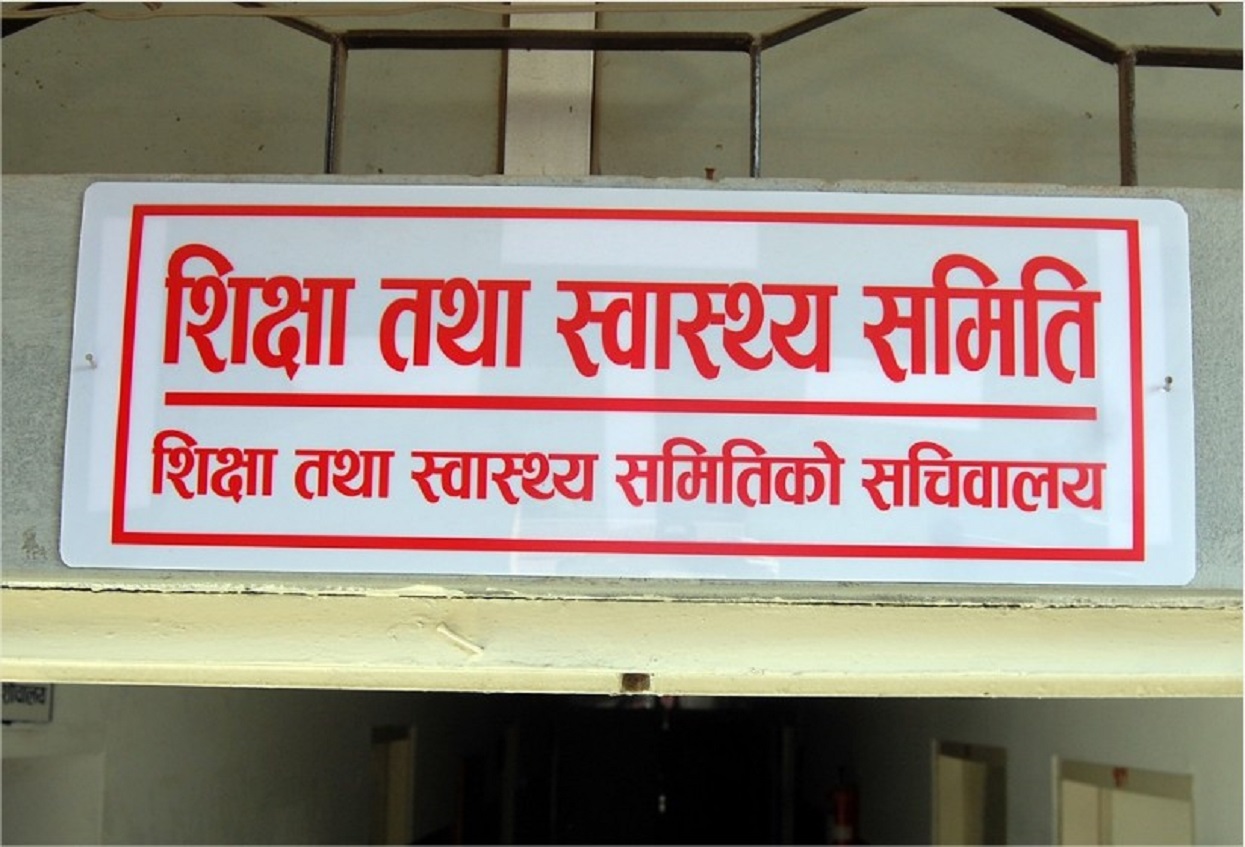 शिक्षा तथा स्वास्थ्य समिति
शिक्षा तथा स्वास्थ्य समितिको सचिवालय